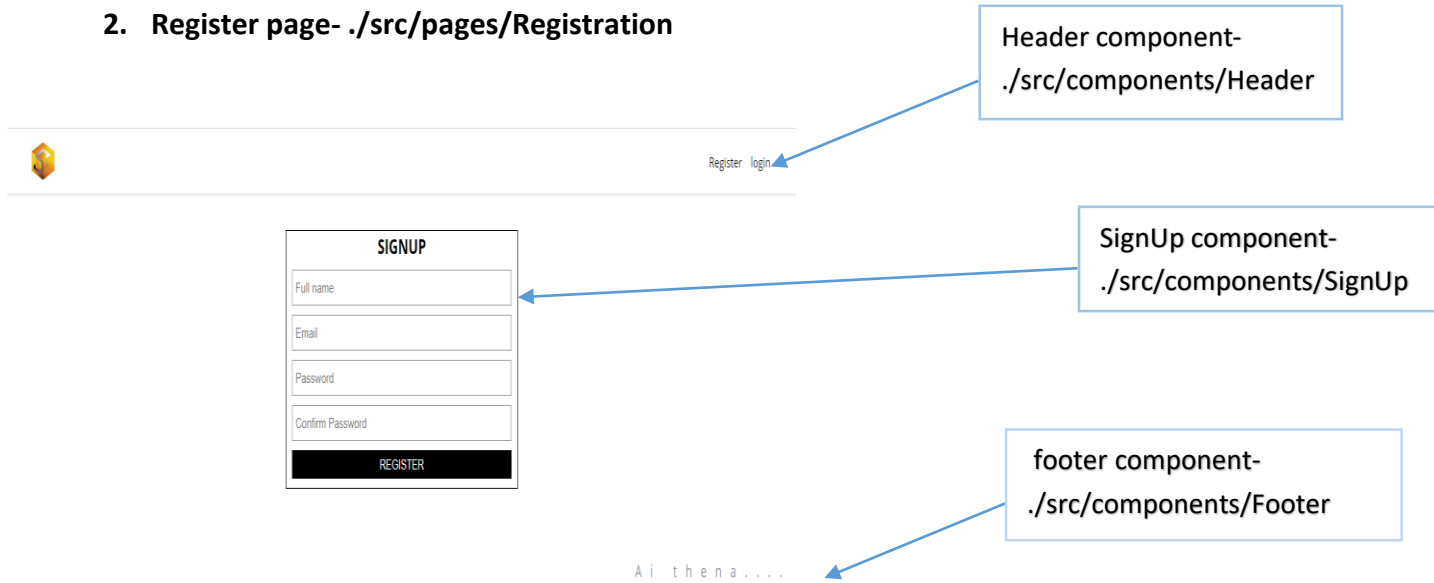 2. Register page- ./src/pages/Registration
Header component-
./src/components/Header
Register login
SIGNUP
Full name
Email
Password
Confirm Password
REGISTER
SignUp component-
./src/components/SignUp
footer component-
./src/components/Footer
Ai thena....